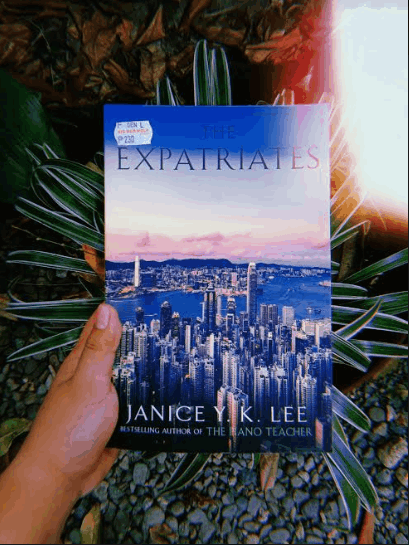 THE
EXPATRIATES
JANICE Y. K. LEE
BESTSELLING AUTHOR OF THE PIANO TEACHER